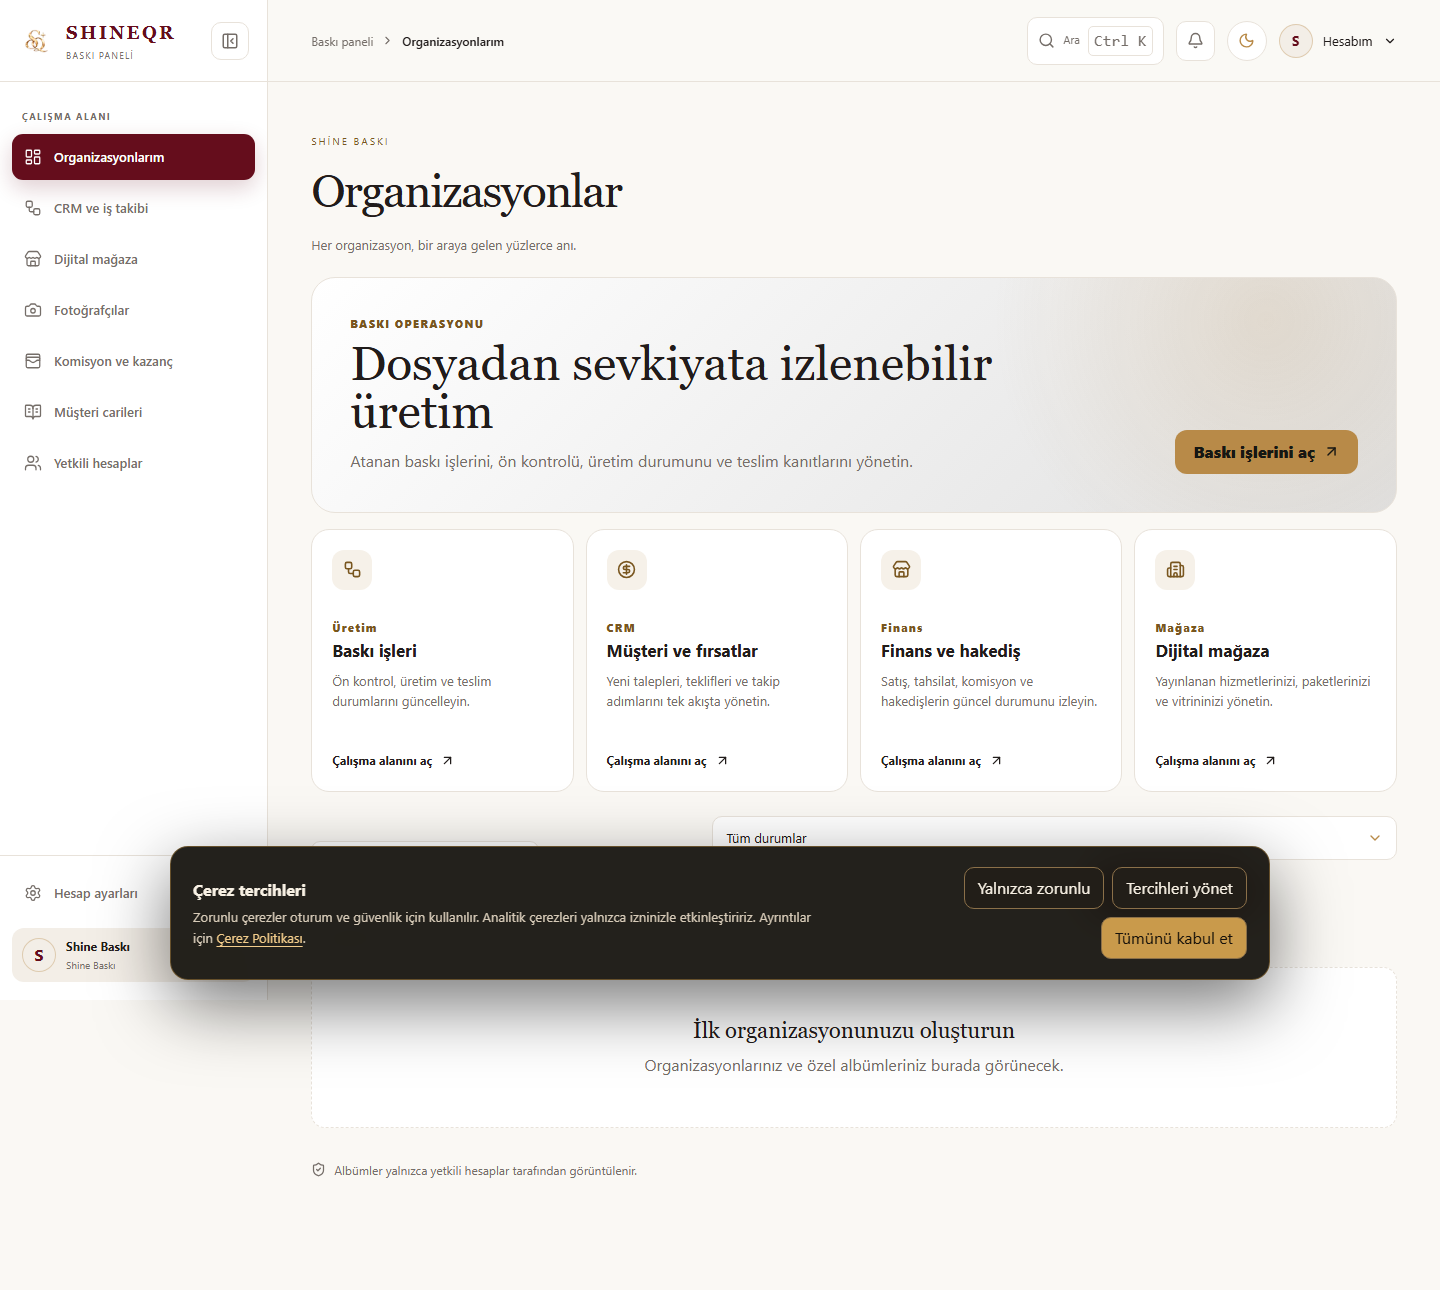 SHINEQR
BASKI PANELİ
Baskı paneli
Organizasyonlarım
Ara
Ctrl K
S
Hesabım
ÇALIŞMA ALANI
Organizasyonlarım
CRM ve iş takibi
Dijital mağaza
Fotoğrafçılar
Komisyon ve kazanç
Müşteri carileri
Yetkili hesaplar
Hesap ayarları
S
Shine Baskı
Shine Baskı
SHİNE BASKI
Organizasyonlar
Her organizasyon, bir araya gelen yüzlerce anı.
BASKI OPERASYONU
Dosyadan sevkiyata izlenebilir
üretim
Atanan baskı işlerini, ön kontrolü, üretim durumunu ve teslim kanıtlarını yönetin.
Baskı işlerini aç
Üretim
Baskı işleri
Ön kontrol, üretim ve teslim
durumlarını güncelleyin.
Çalışma alanını aç
CRM
Müşteri ve fırsatlar
Yeni talepleri, teklifleri ve takip
adımlarını tek akışta yönetin.
Çalışma alanını aç
Finans
Finans ve hakediş
Satış, tahsilat, komisyon ve
hakedişlerin güncel durumunu izleyin.
Çalışma alanını aç
Mağaza
Dijital mağaza
Yayınlanan hizmetlerinizi, paketlerinizi
ve vitrininizi yönetin.
Çalışma alanını aç
Tüm durumlar
Çerez tercihleri
Zorunlu çerezler oturum ve güvenlik için kullanılır. Analitik çerezleri yalnızca izninizle etkinleştiririz. Ayrıntılar
için Çerez Politikası.
Yalnızca zorunlu
Tercihleri yönet
Tümünü kabul et
İlk organizasyonunuzu oluşturun
Organizasyonlarınız ve özel albümleriniz burada görünecek.
Albümler yalnızca yetkili hesaplar tarafından görüntülenir.